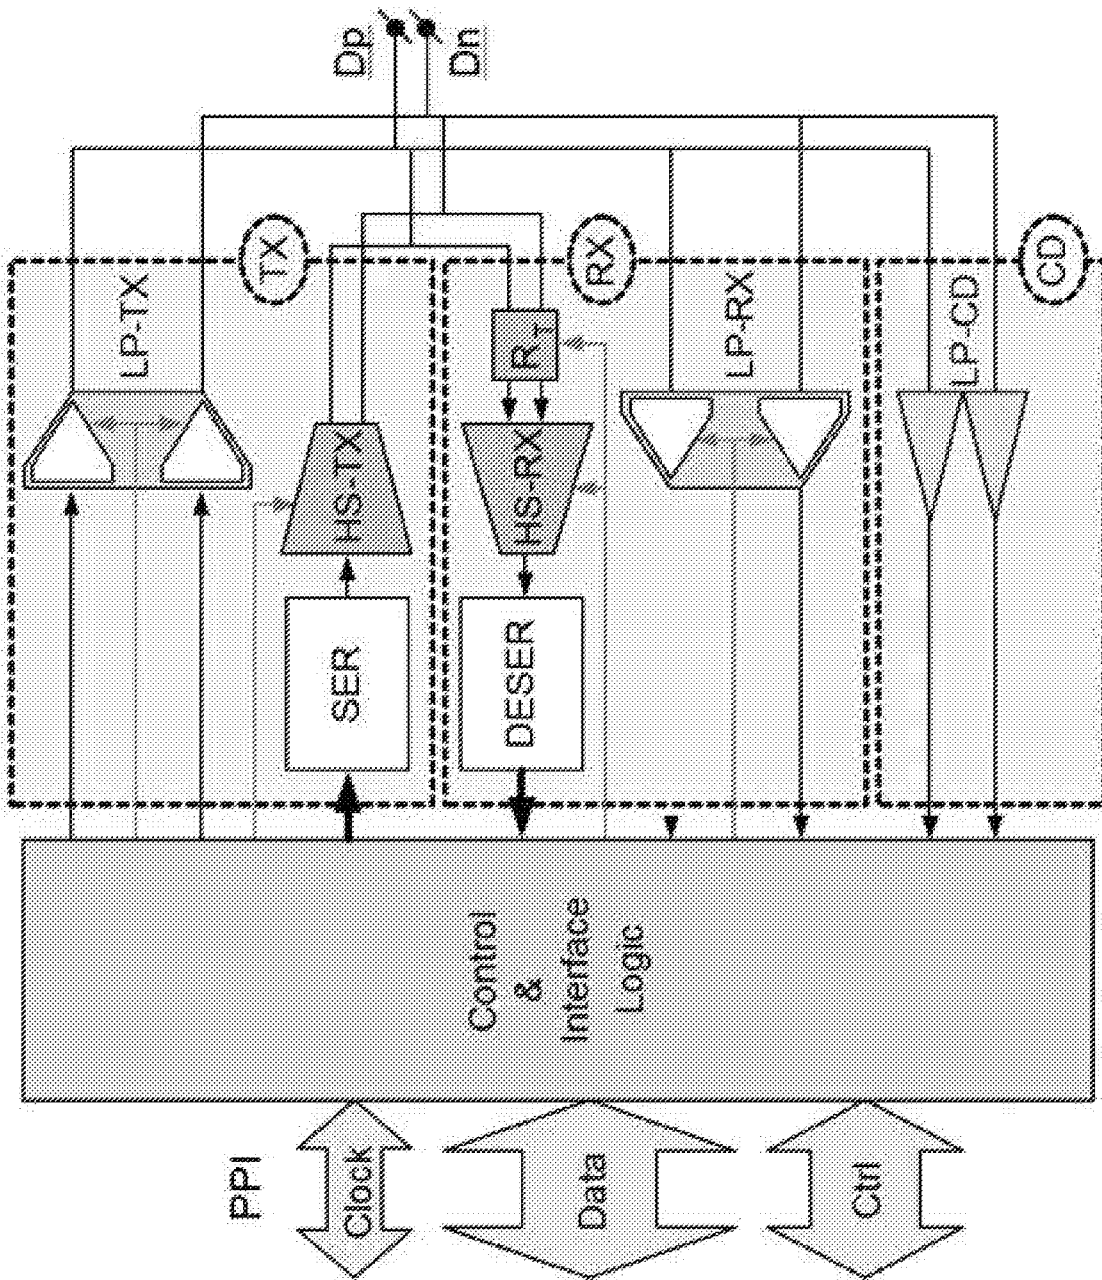 PPI
Clock
Data
Ctrl
Control
&
Interface
Logic
LP-TX
TX
SER
HS-TX
DESER
HS-RX
R_T
RX
LP-RX
LP-CD
CD
Dp
Dn